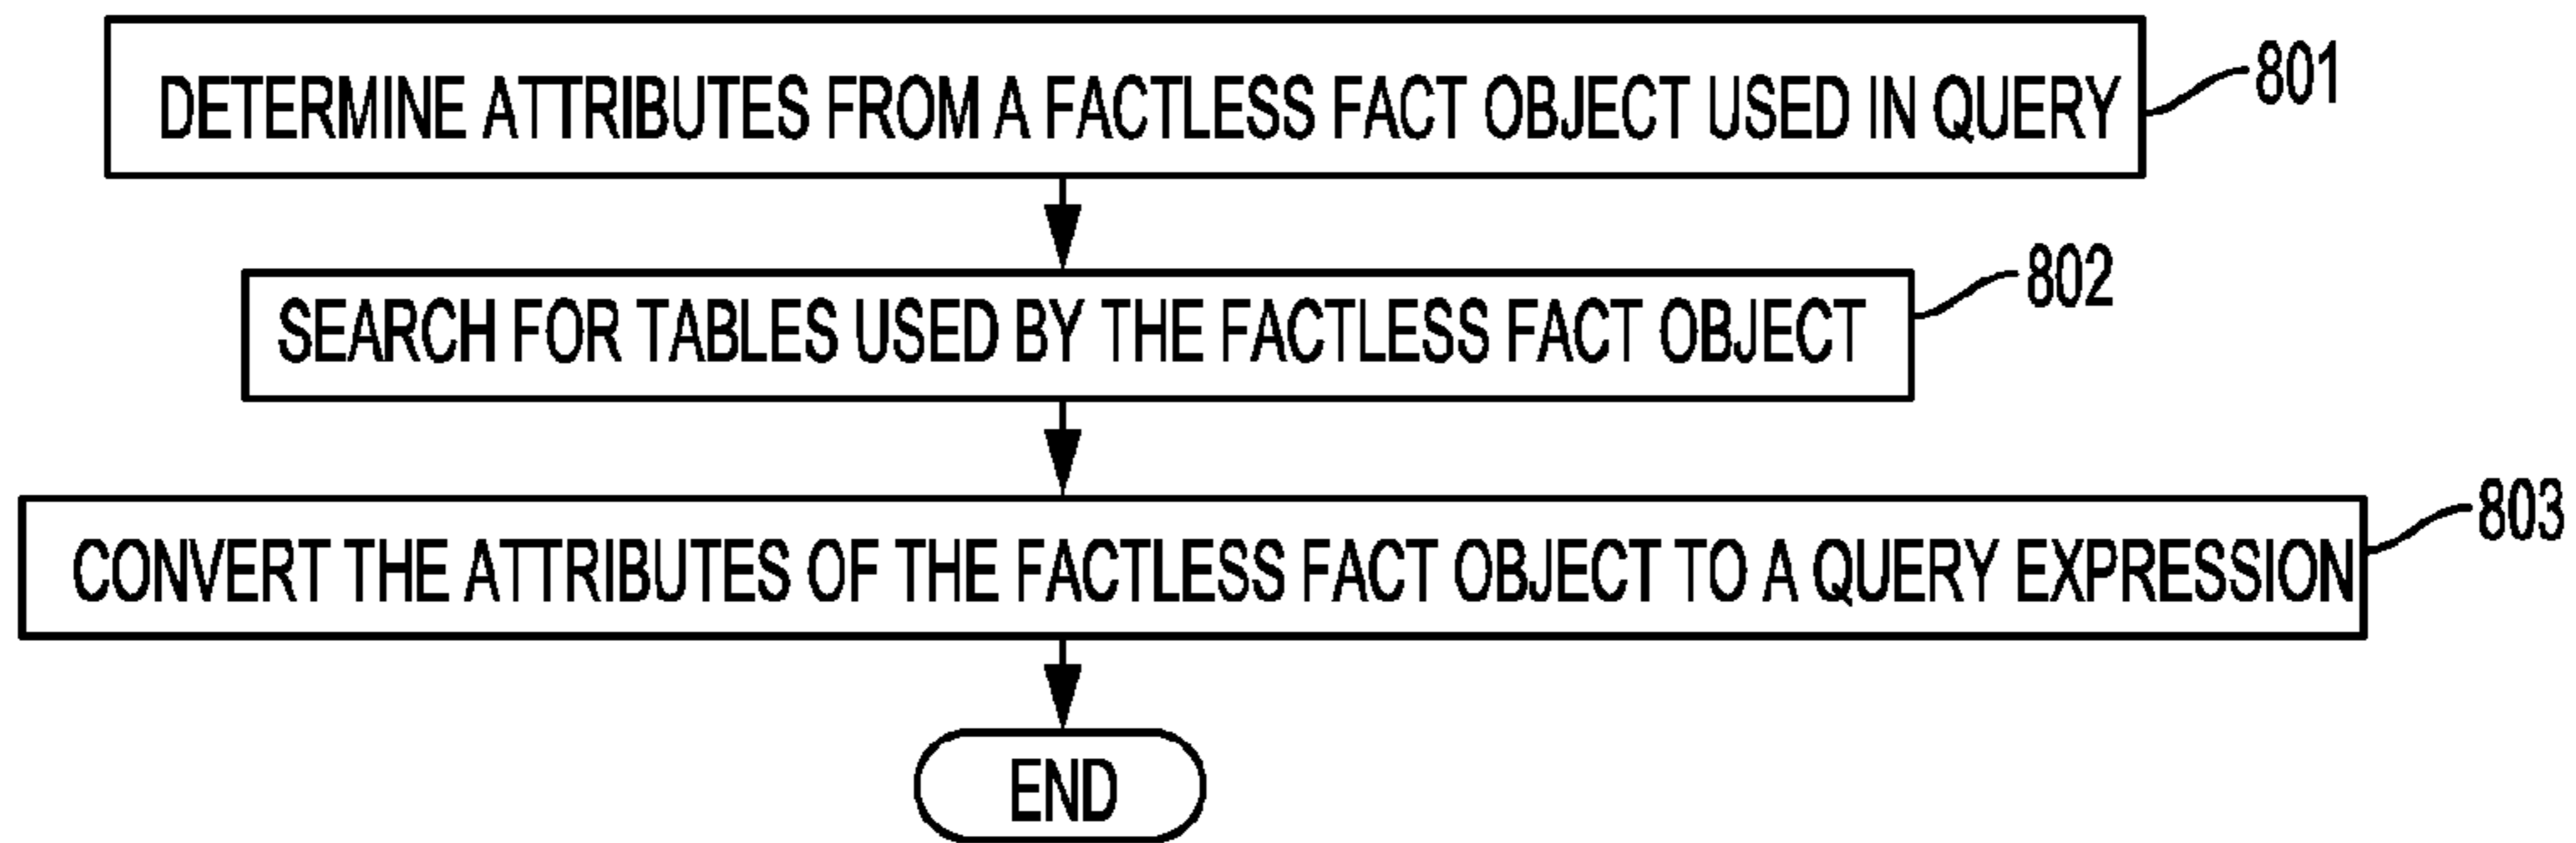 DETERMINE ATTRIBUTES FROM A FACTLESS FACT OBJECT USED IN QUERY
801
SEARCH FOR TABLES USED BY THE FACTLESS FACT OBJECT
802
CONVERT THE ATTRIBUTES OF THE FACTLESS FACT OBJECT TO A QUERY EXPRESSION
803
END